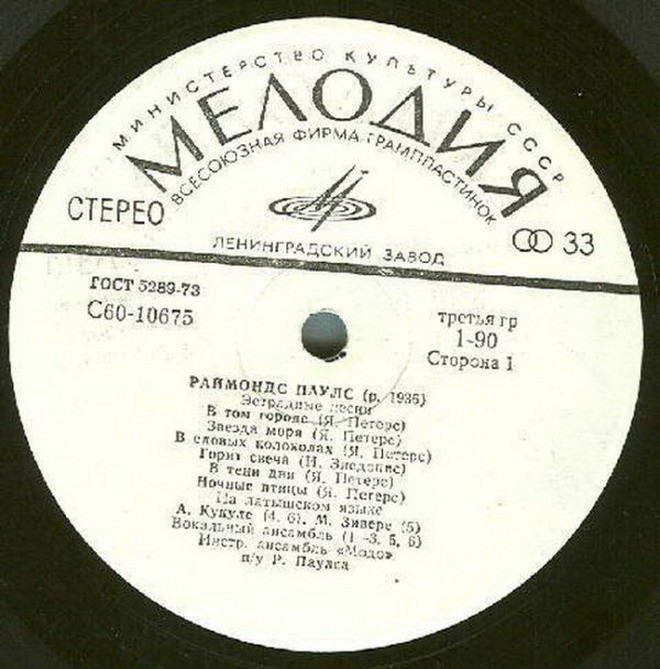 МИНИСТЕРСТВО КУЛЬТУРЫ СССР
МЕЛОДИЯ
ВСЕСОЮЗНАЯ ФИРМА ГРАМПЛАСТИНОК
СТЕРЕО
33
ЛЕНИНГРАДСКИЙ ЗАВОД
ГОСТ 5289-73
С60-10675
третья гр
1-90
Сторона 1
РАЙМОНДС ПАУЛС (р. 1936)
Эстрадные песни
В том городе (Я. Петерс)
Звезда моря (Я. Петерс)
В еловых колоколах (Я. Петерс)
Горит свеча (И. Зиедонис)
В тени дня (Я. Петерс)
Ночные птицы (Я. Петерс)
На латышском языке
А. Кукуле (4, 6). М. Зивере (5)
Вокальный ансамбль (1—3, 5, 6)
Инстр. ансамбль «Модо»
п/у Р. Паулса